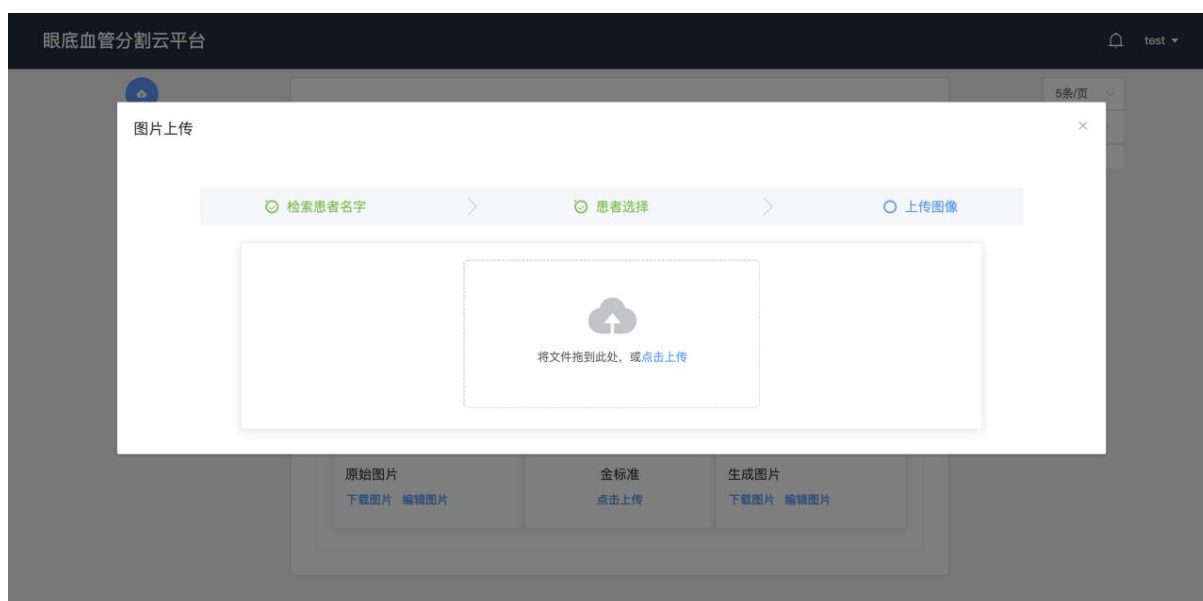 眼底血管分割云平台
test
5条/页
图片上传
检索患者名字
患者选择
上传图像
将文件拖到此处，或点击上传
原始图片
金标准
生成图片
下载图片 编辑图片
点击上传
下载图片 编辑图片